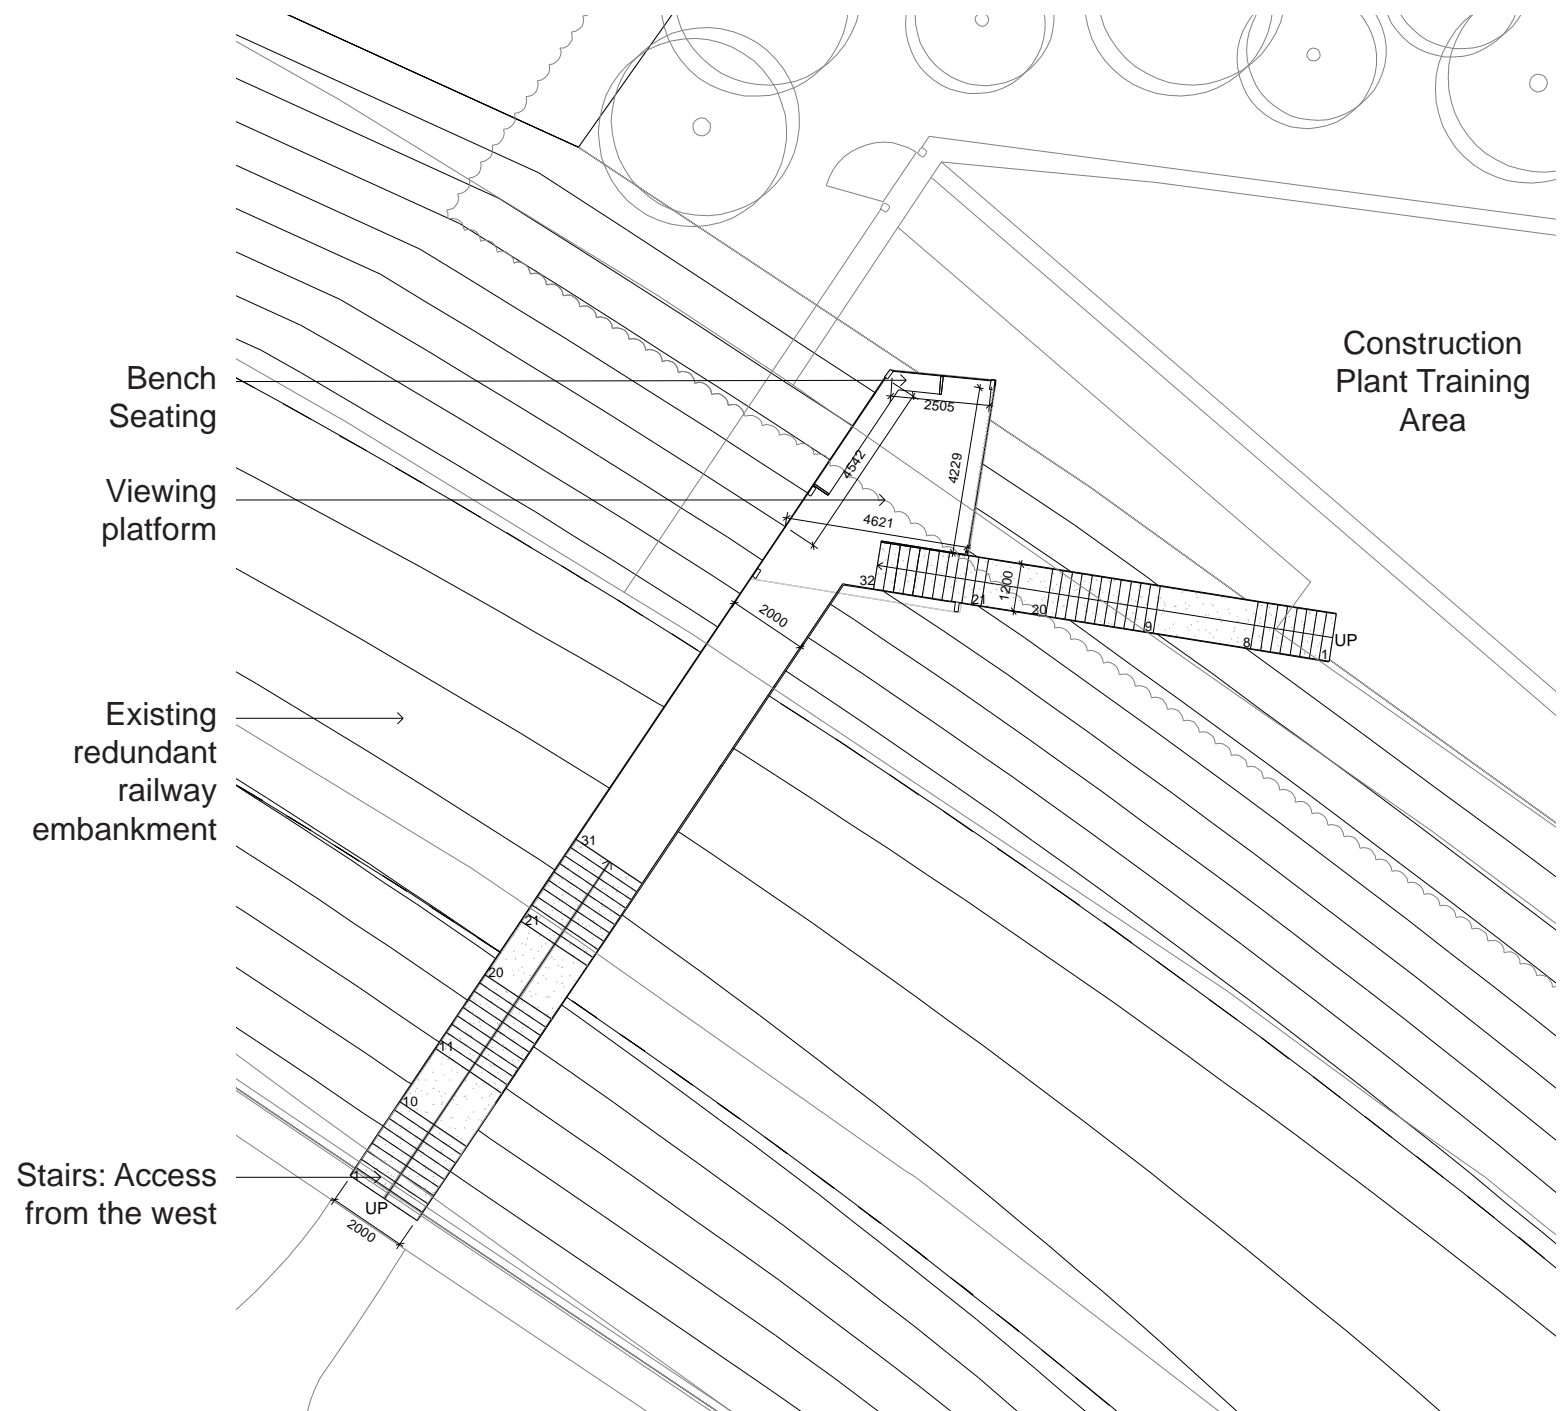 Construction
Plant Training
Area
Bench
Seating
2505
4542
4229
Viewing
platform
4621
32
21
1200
20
9
8
1
UP
2000
Existing
redundant
railway
embankment
31
21
20
11
10
Stairs: Access
from the west
1
UP
2000